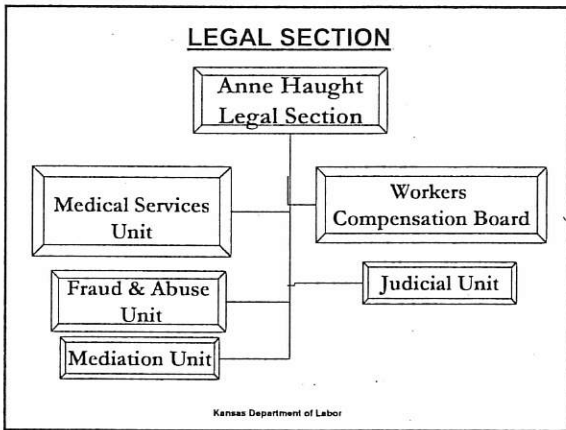 LEGAL SECTION
Anne Haught
Legal Section
Medical Services
Unit
Workers
Compensation Board
Fraud & Abuse
Unit
Judicial Unit
Mediation Unit
Kansas Department of Labor